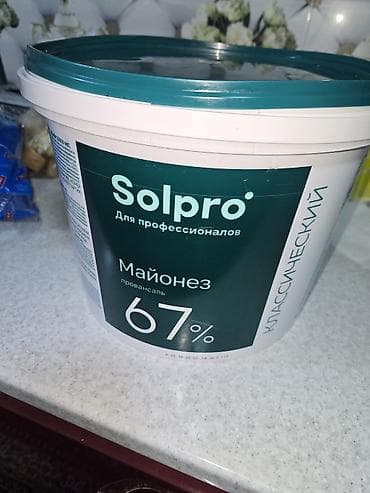 Solpro
Для профессионалов
Майонез
провансаль
67%
КЛАССИЧЕСКИЙ